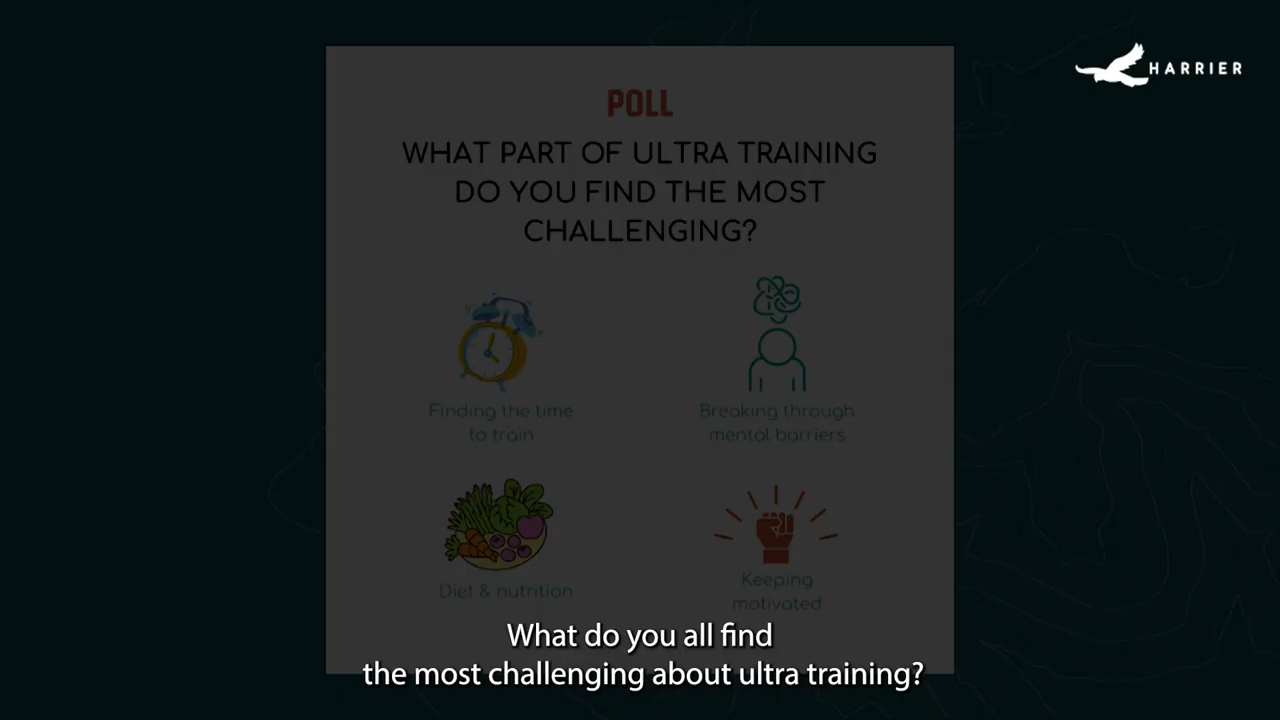 HARRIER
POLL
WHAT PART OF ULTRA TRAINING
DO YOU FIND THE MOST
CHALLENGING?
Finding the time
to train
Breaking through
mental barriers
Diet & nutrition
Keeping
motivated
What do you all find
the most challenging about ultra training?